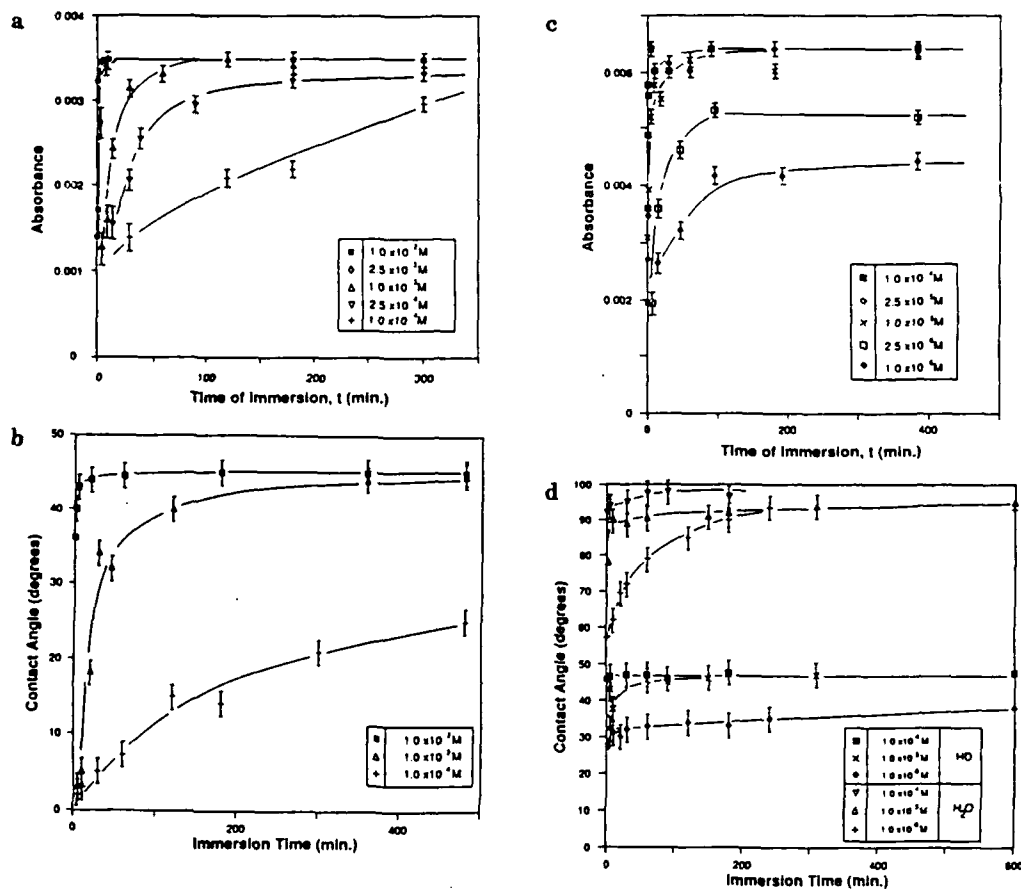 a
0.004
0.003
0.002
0.001
0
Absorbance
0 100 200 300
Time of Immersion, t (min.)
1.0 x 10⁻²M
2.5 x 10⁻³M
1.0 x 10⁻³M
2.5 x 10⁻⁴M
1.0 x 10⁻⁴M
b
50
40
30
20
10
0
Contact Angle (degrees)
0 200 400
Immersion Time (min.)
1.0 x 10⁻²M
1.0 x 10⁻³M
1.0 x 10⁻⁴M
c
0.006
0.004
0.002
0
Absorbance
0 200 400
Time of Immersion, t (min.)
1.0 x 10⁻⁴M
2.5 x 10⁻⁵M
1.0 x 10⁻⁵M
2.5 x 10⁻⁶M
1.0 x 10⁻⁶M
d
100
90
80
70
60
50
40
30
20
10
0
Contact Angle (degrees)
0 200 400 600
Immersion Time (min.)
1.0 x 10⁻⁴M
1.0 x 10⁻⁵M
1.0 x 10⁻⁶M
HD
1.0 x 10⁻⁴M
1.0 x 10⁻⁵M
1.0 x 10⁻⁶M
H₂O